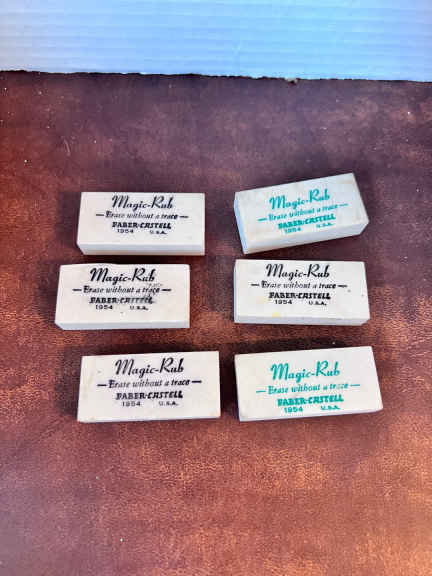 Magic-Rub
— Erase without a trace —
FABER-CASTELL
1954 U.S.A.
Magic-Rub
— Erase without a trace —
FABER-CASTELL
1954 U.S.A.
Magic-Rub
— Erase without a trace —
FABER-CASTELL
1954 U.S.A.
Magic-Rub
— Erase without a trace —
FABER-CASTELL
1954 U.S.A.
Magic-Rub
— Erase without a trace —
FABER-CASTELL
1954 U.S.A.
Magic-Rub
— Erase without a trace —
FABER-CASTELL
1954 U.S.A.